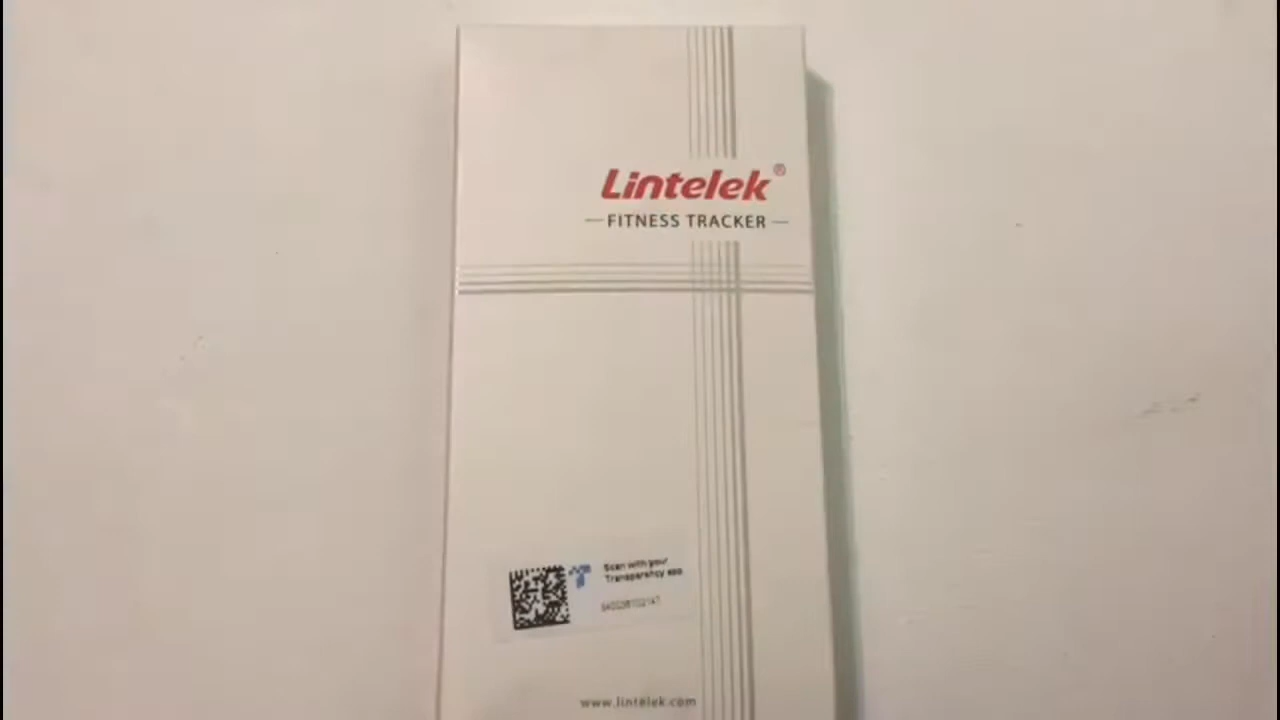 Lintelek®
FITNESS TRACKER
Scan with your
Transparency app
www.lintelek.com